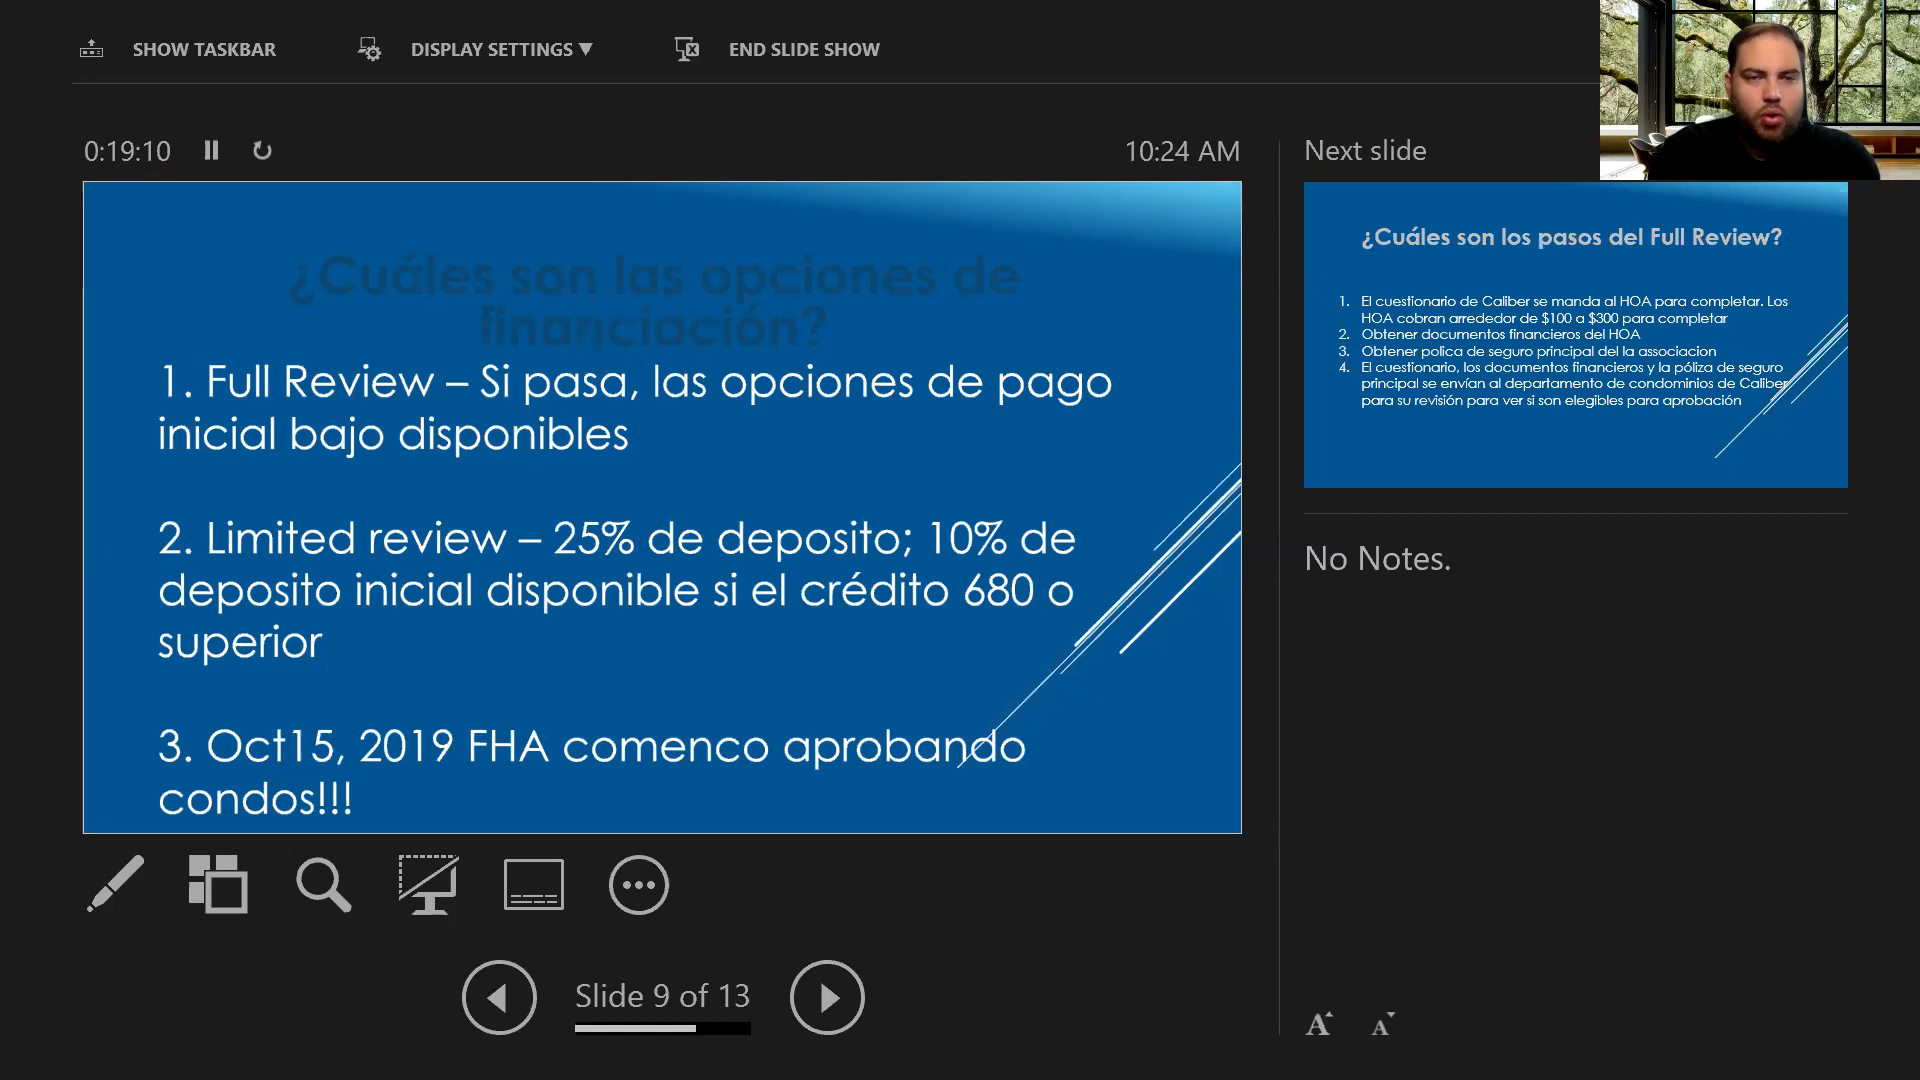 SHOW TASKBAR
DISPLAY SETTINGS ▼
END SLIDE SHOW
0:19:10
10:24 AM
¿Cuáles son las opciones de
financiación?
1. Full Review – Si pasa, las opciones de pago
inicial bajo disponibles
2. Limited review – 25% de deposito; 10% de
deposito inicial disponible si el crédito 680 o
superior
3. Oct15, 2019 FHA comenco aprobando
condos!!!
Slide 9 of 13
Next slide
¿Cuáles son los pasos del Full Review?
1. El cuestionario de Caliber se manda al HOA para completar. Los
HOA cobran arrededor de $100 a $300 para completar
2. Obtener documentos financieros del HOA
3. Obtener polica de seguro principal del la associacion
4. El cuestionario, los documentos financieros y la póliza de seguro
principal se envían al departamento de condominios de Caliber
para su revisión para ver si son elegibles para aprobación
No Notes.
A A